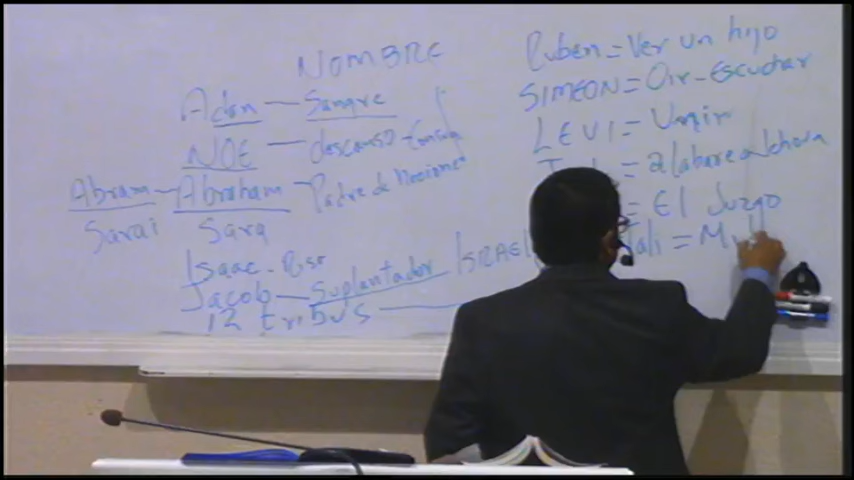 NOMBRE
Adan — Sangre
NOE — descanso -
Abram — Abraham — Padre de Naciones
Sarai Sara
Isaac - Risa
Jacob — Suplantador ISRAEL
12 tribus —
Ruben = Ver un hijo
SIMEON = Oir - Escuchar
LEVI = Unir
= alabare a Jehova
= El Juzgo
tali = M